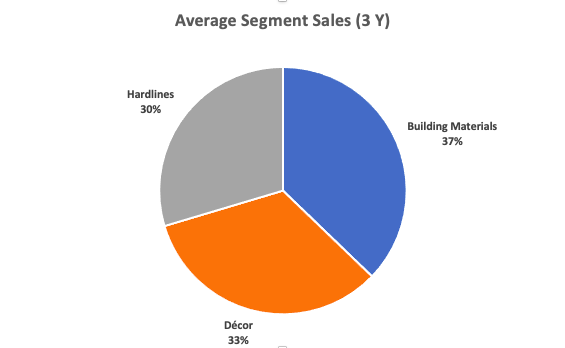 Average Segment Sales (3 Y)
Hardlines
30%
Building Materials
37%
Décor
33%